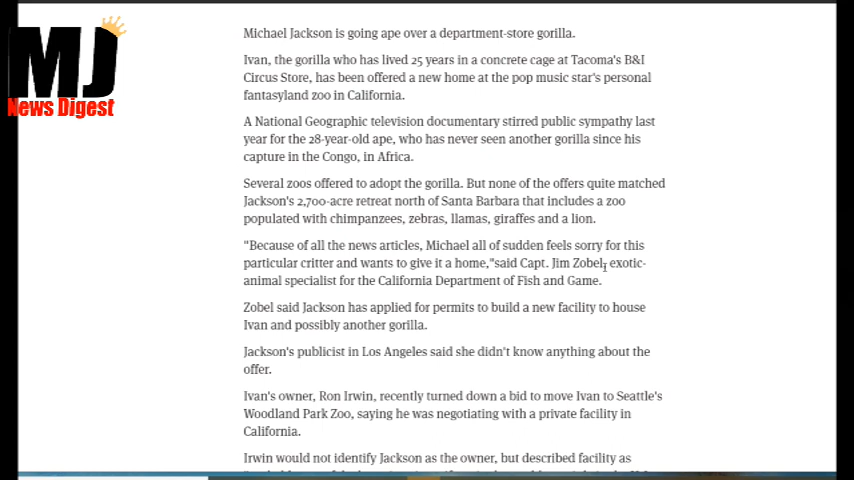 MJ
News Digest
Michael Jackson is going ape over a department-store gorilla.
Ivan, the gorilla who has lived 25 years in a concrete cage at Tacoma's B&I
Circus Store, has been offered a new home at the pop music star's personal
fantasyland zoo in California.
A National Geographic television documentary stirred public sympathy last
year for the 28-year-old ape, who has never seen another gorilla since his
capture in the Congo, in Africa.
Several zoos offered to adopt the gorilla. But none of the offers quite matched
Jackson's 2,700-acre retreat north of Santa Barbara that includes a zoo
populated with chimpanzees, zebras, llamas, giraffes and a lion.
"Because of all the news articles, Michael all of sudden feels sorry for this
particular critter and wants to give it a home,"said Capt. Jim Zobel, exotic-
animal specialist for the California Department of Fish and Game.
Zobel said Jackson has applied for permits to build a new facility to house
Ivan and possibly another gorilla.
Jackson's publicist in Los Angeles said she didn't know anything about the
offer.
Ivan's owner, Ron Irwin, recently turned down a bid to move Ivan to Seattle's
Woodland Park Zoo, saying he was negotiating with a private facility in
California.
Irwin would not identify Jackson as the owner, but described facility as